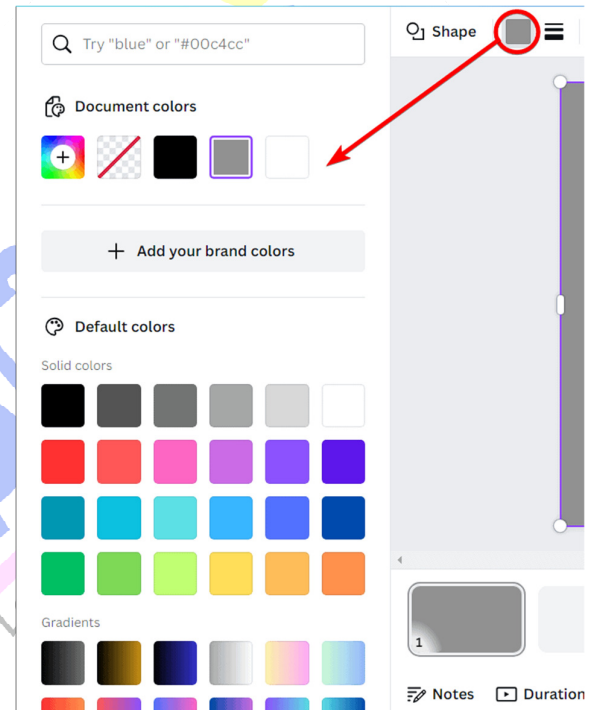 Try "blue" or "#00c4cc"
Shape
Document colors
Add your brand colors
Default colors
Solid colors
Gradients
1
Notes
Duration